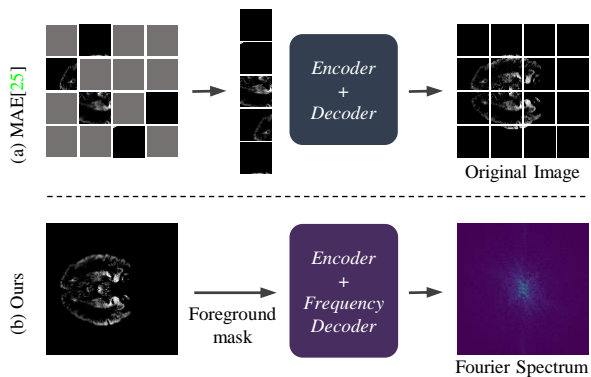 (a) MAE[25]
Encoder
+
Decoder
Original Image
(b) Ours
Foreground
mask
Encoder
+
Frequency
Decoder
Fourier Spectrum